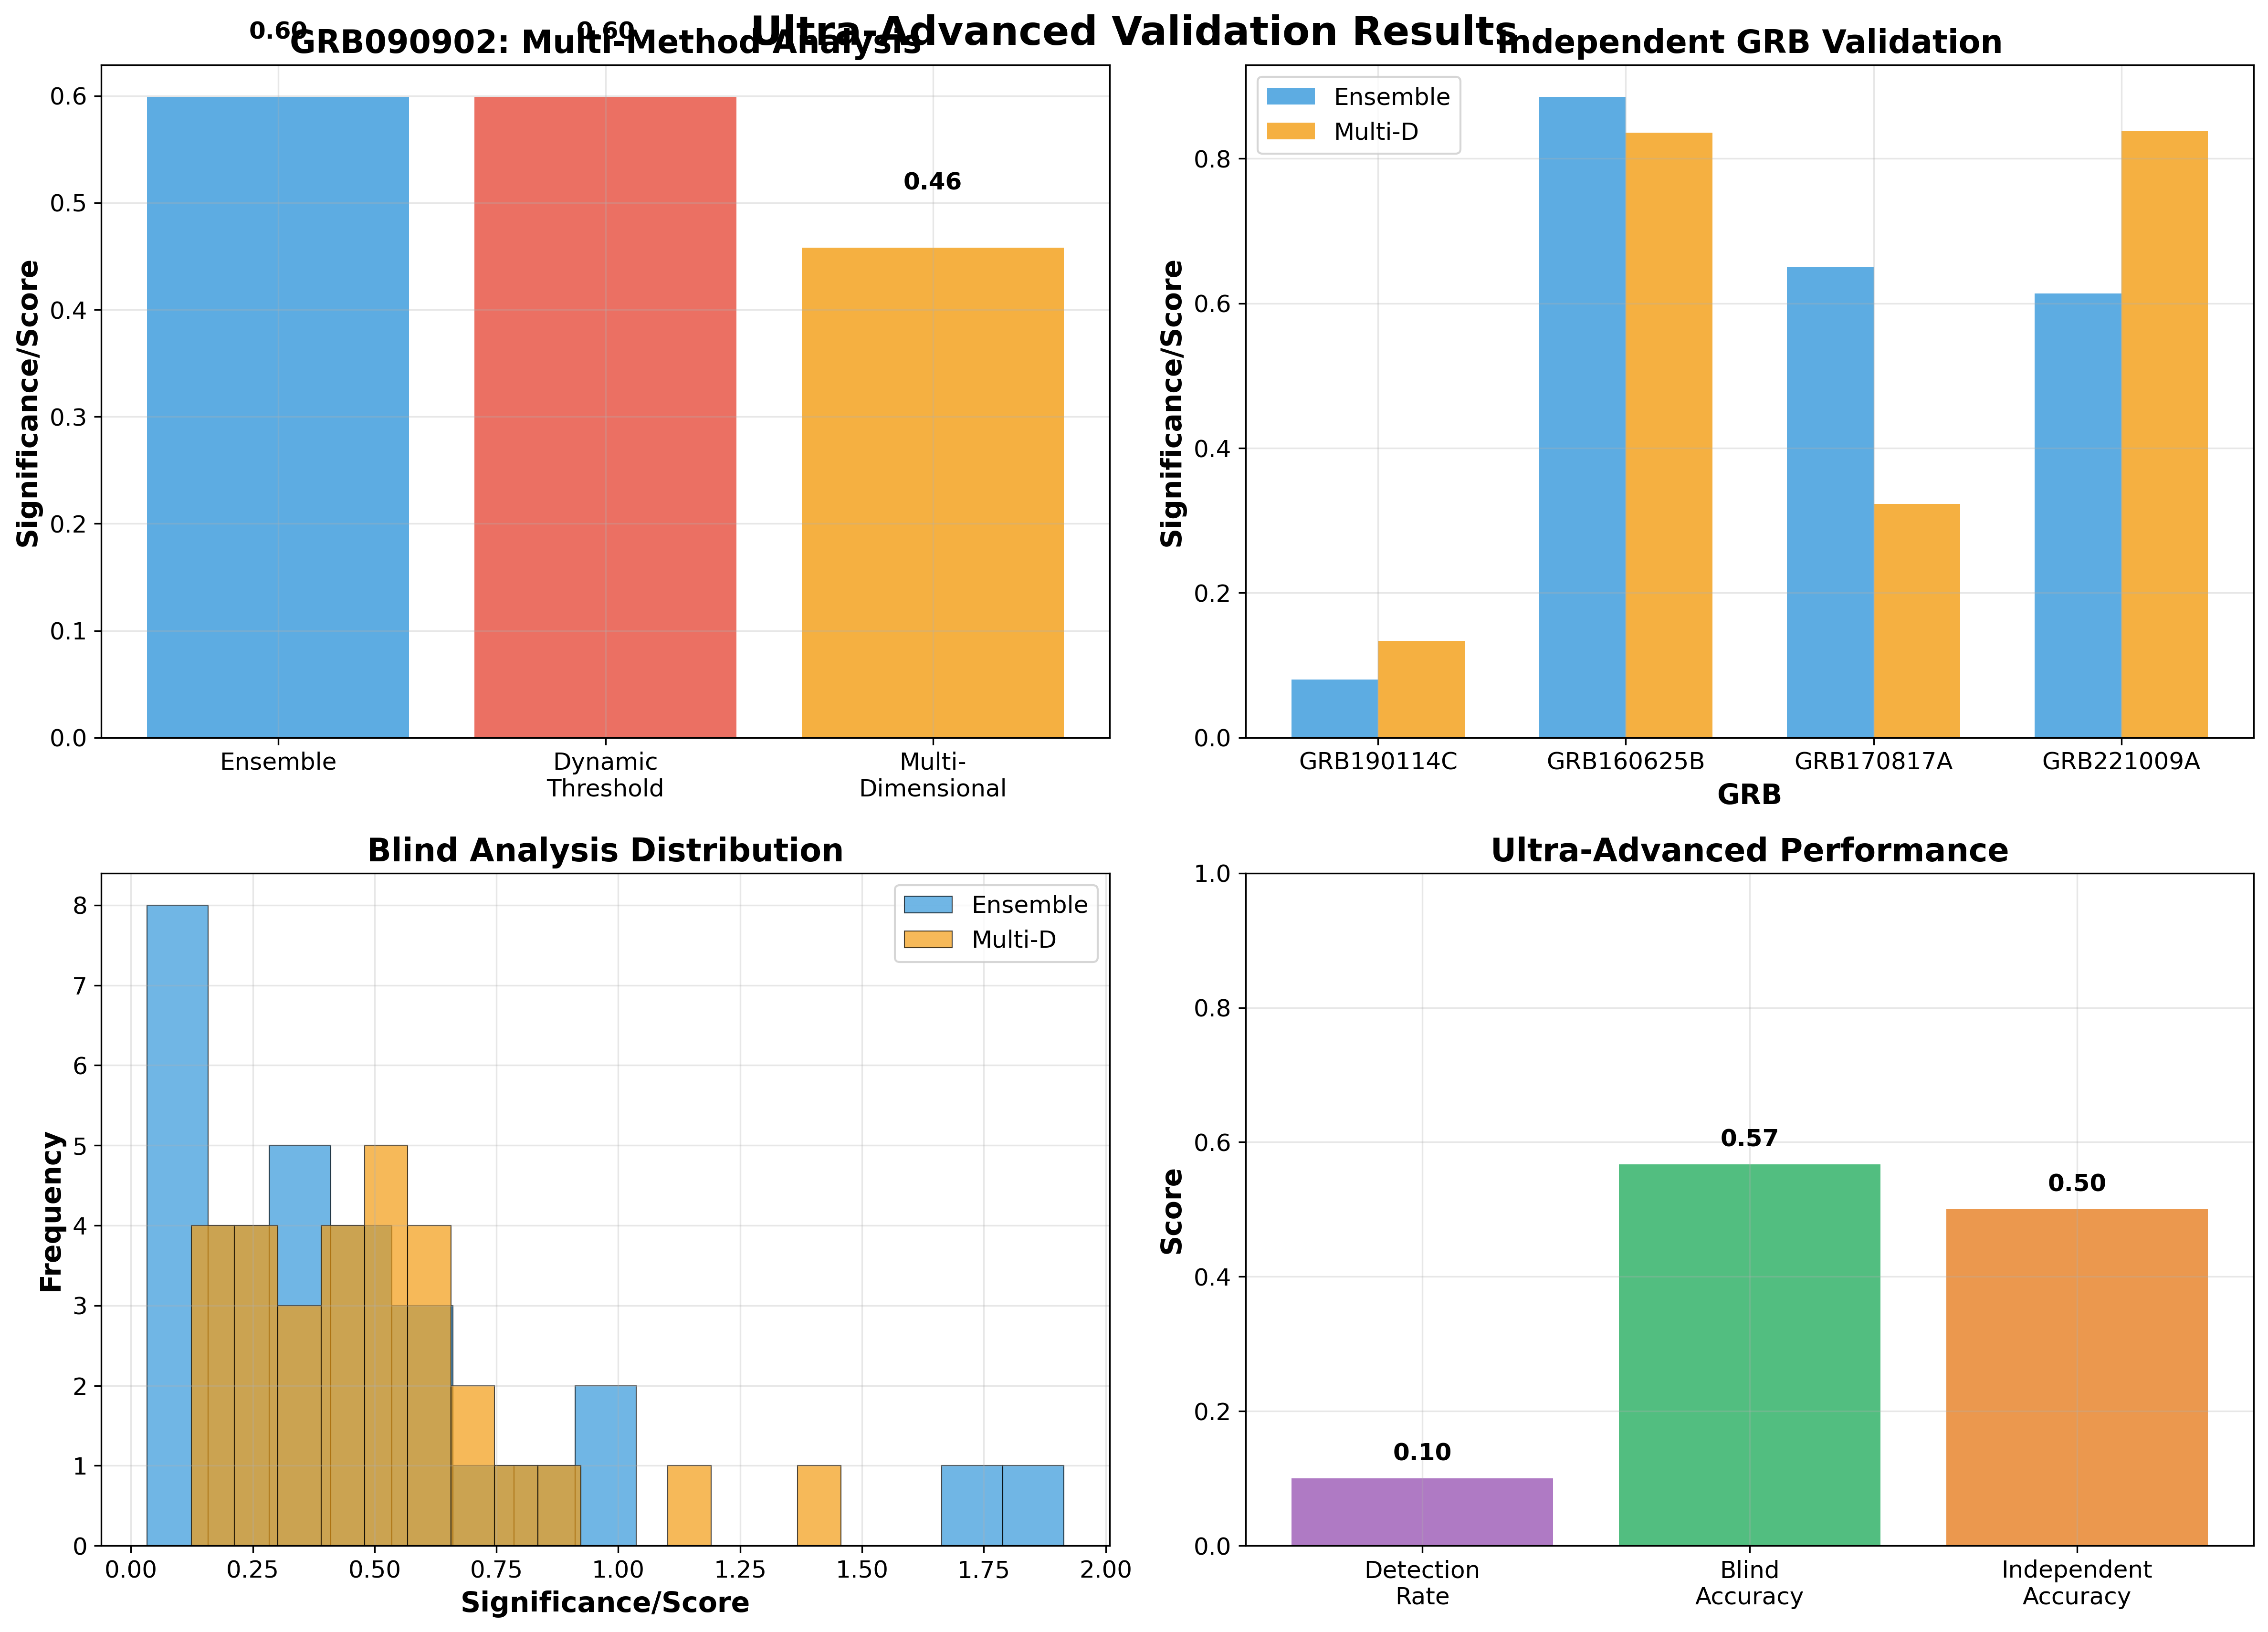 Ultra-Advanced Validation Results
GRB090902: Multi-Method Analysis
0.60
0.60
0.46
Significance/Score
0.6
0.5
0.4
0.3
0.2
0.1
0.0
Ensemble
Dynamic
Threshold
Multi-
Dimensional
Independent GRB Validation
Ensemble
Multi-D
Significance/Score
0.8
0.6
0.4
0.2
0.0
GRB190114C
GRB160625B
GRB170817A
GRB221009A
GRB
Blind Analysis Distribution
Ensemble
Multi-D
Frequency
8
7
6
5
4
3
2
1
0
0.00
0.25
0.50
0.75
1.00
1.25
1.50
1.75
2.00
Significance/Score
Ultra-Advanced Performance
Score
1.0
0.8
0.6
0.4
0.2
0.0
0.10
0.57
0.50
Detection
Rate
Blind
Accuracy
Independent
Accuracy